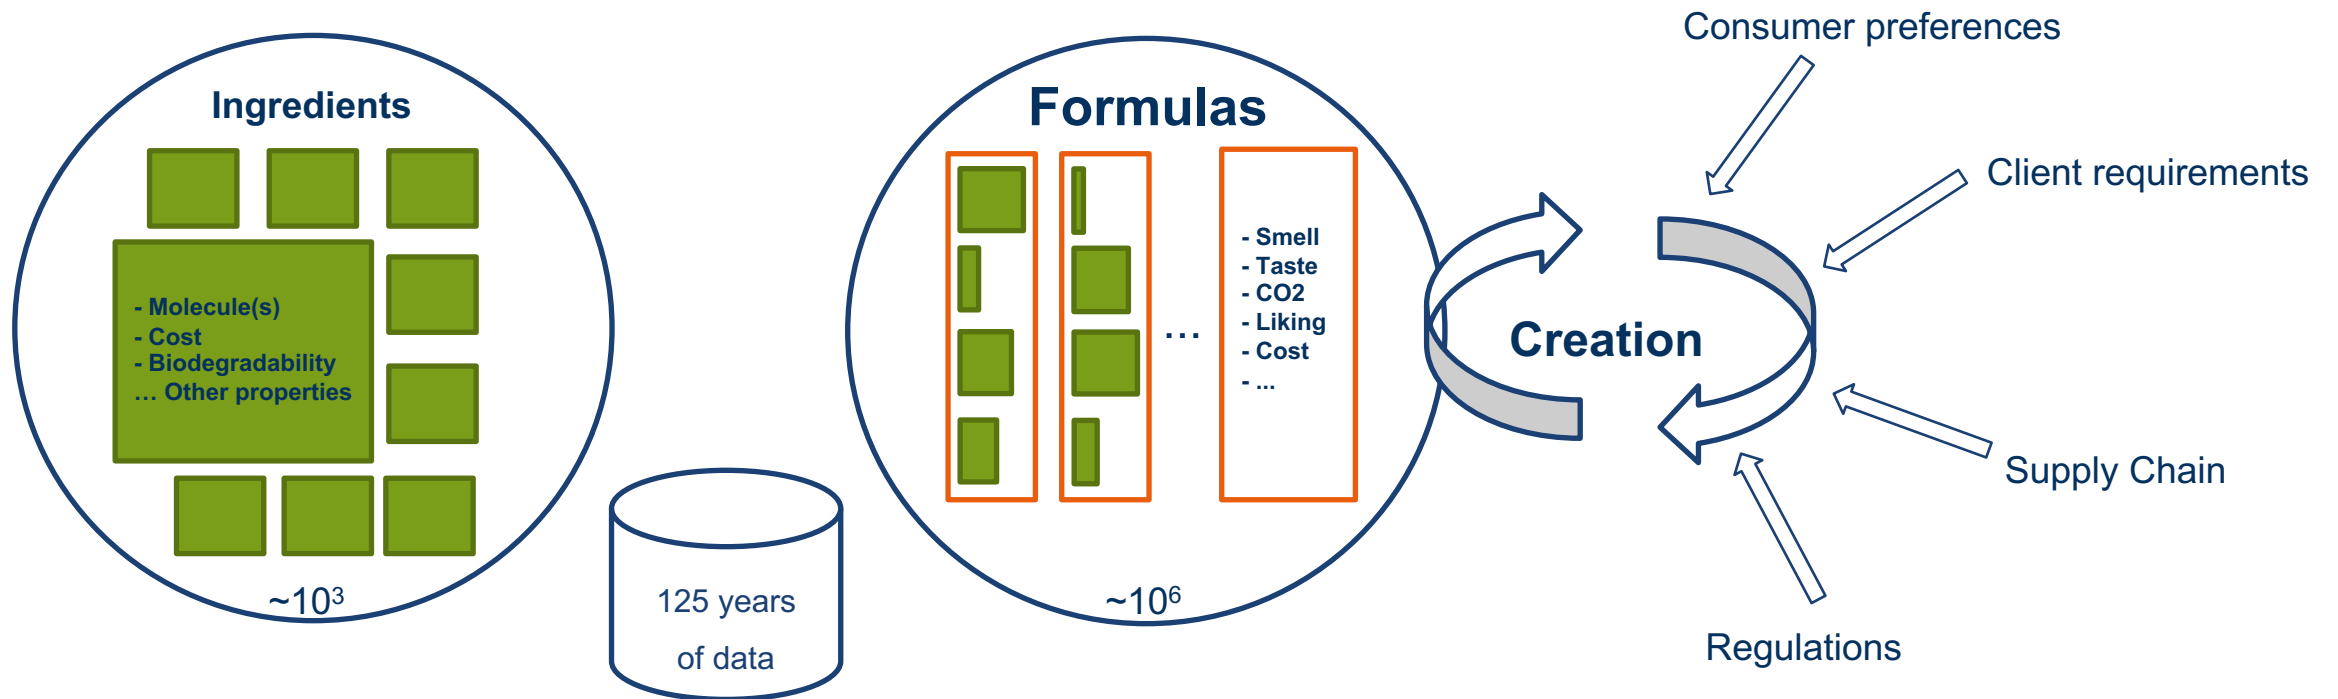 Ingredients
- Molecule(s)
- Cost
- Biodegradability
... Other properties
~10³
125 years
of data
Formulas
...
- Smell
- Taste
- CO2
- Liking
- Cost
- ...
~10⁶
Creation
Consumer preferences
Client requirements
Supply Chain
Regulations